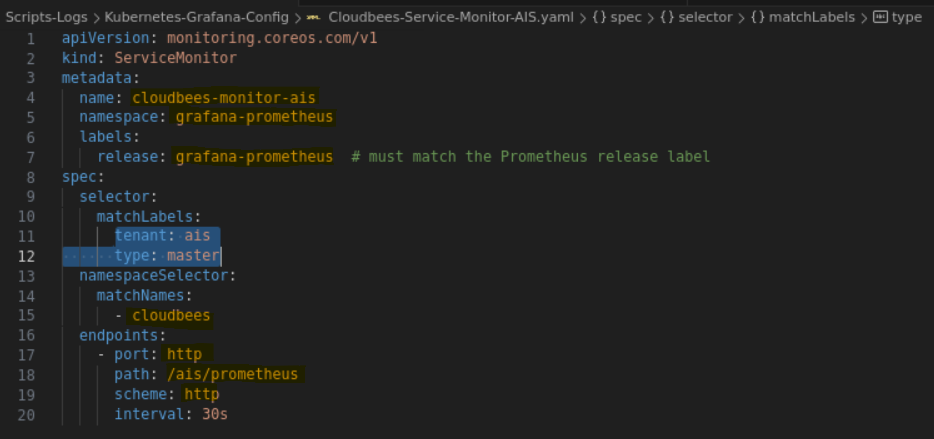 Scripts-Logs > Kubernetes-Grafana-Config > Cloudbees-Service-Monitor-AIS.yaml > {} spec > {} selector > {} matchLabels > type
1 apiVersion: monitoring.coreos.com/v1
2 kind: ServiceMonitor
3 metadata:
4   name: cloudbees-monitor-ais
5   namespace: grafana-prometheus
6   labels:
7     release: grafana-prometheus  # must match the Prometheus release label
8 spec:
9   selector:
10     matchLabels:
11       tenant: ais
12       type: master
13   namespaceSelector:
14     matchNames:
15       - cloudbees
16   endpoints:
17     - port: http
18       path: /ais/prometheus
19       scheme: http
20       interval: 30s